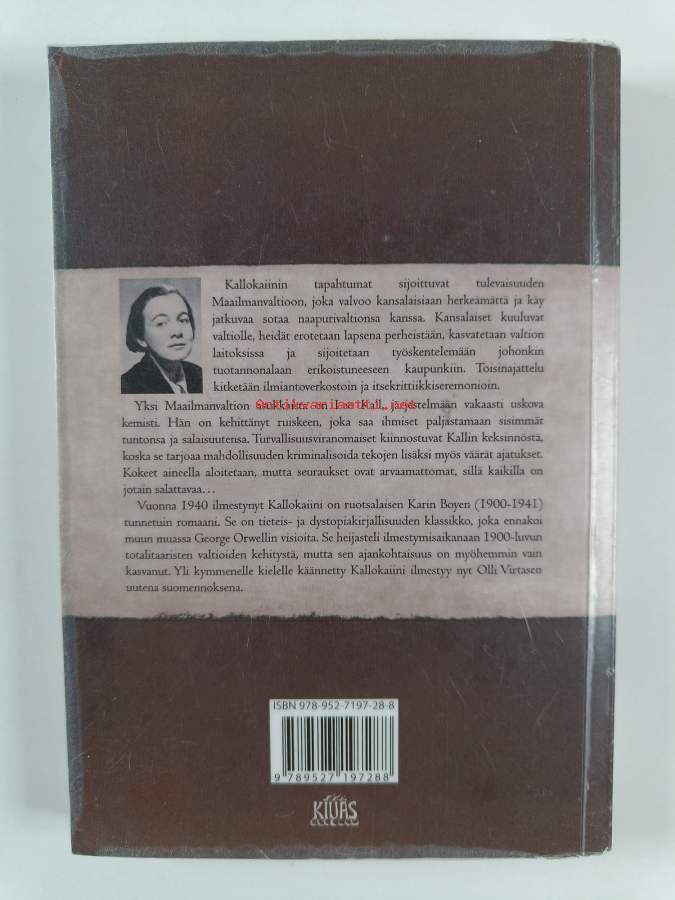 Kallokaiinin tapahtumat sijoittuvat tulevaisuuden
Maailmanvaltioon, joka valvoo kansalaisiaan herkeämättä ja käy
jatkuvaa sotaa naapurivaltionsa kanssa. Kansalaiset kuuluvat
valtiolle, heidät erotetaan lapsena perheistään, kasvatetaan valtion
laitoksissa ja sijoitetaan työskentelemään johonkin
tuotannonalaan erikoistuneeseen kaupunkiin. Toisinajattelu
kitketään ilmiantoverkostoin ja itsekritiikkiseremonioin.
Yksi Maailmanvaltion asukkaista on Leo Kall, järjestelmään vakaasti uskova
kemisti. Hän on kehittänyt ruiskeen, joka saa ihmiset paljastamaan sisimmät
tuntonsa ja salaisuutensa. Turvallisuusviranomaiset kiinnostuvat Kallin keksinnöstä,
koska se tarjoaa mahdollisuuden kriminalisoida tekojen lisäksi myös väärät ajatukset.
Kokeet aineella aloitetaan, mutta seuraukset ovat arvaamattomat, sillä kaikilla on
jotain salattavaa…
Vuonna 1940 ilmestynyt Kallokaiini on ruotsalaisen Karin Boyen (1900-1941)
tunnetuin romaani. Se on tieteis- ja dystopiakirjallisuuden klassikko, joka ennakoi
muun muassa George Orwellin visioita. Se heijasteli ilmestymisaikanaan 1900-luvun
totalitaaristen valtioiden kehitystä, mutta sen ajankohtaisuus on myöhemmin vain
kasvanut. Yli kymmenelle kielelle käännetty Kallokaiini ilmestyy nyt Olli Virtasen
uutena suomennoksena.
ISBN 978-952-7197-28-8
9 789527 197288
KIUAS